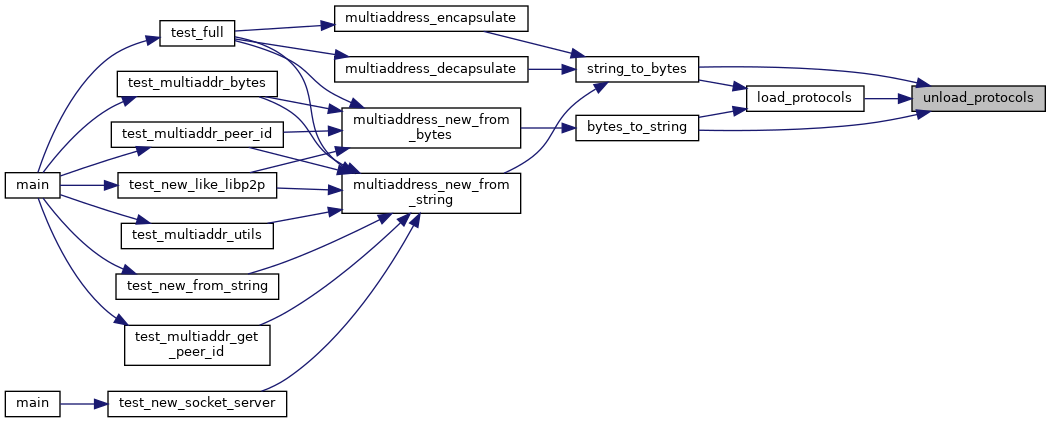 main
test_full
test_multiaddr_bytes
test_multiaddr_peer_id
test_new_like_libp2p
test_multiaddr_utils
test_new_from_string
test_multiaddr_get
_peer_id
main
test_new_socket_server
multiaddress_encapsulate
multiaddress_decapsulate
multiaddress_new_from
_bytes
multiaddress_new_from
_string
string_to_bytes
bytes_to_string
load_protocols
unload_protocols